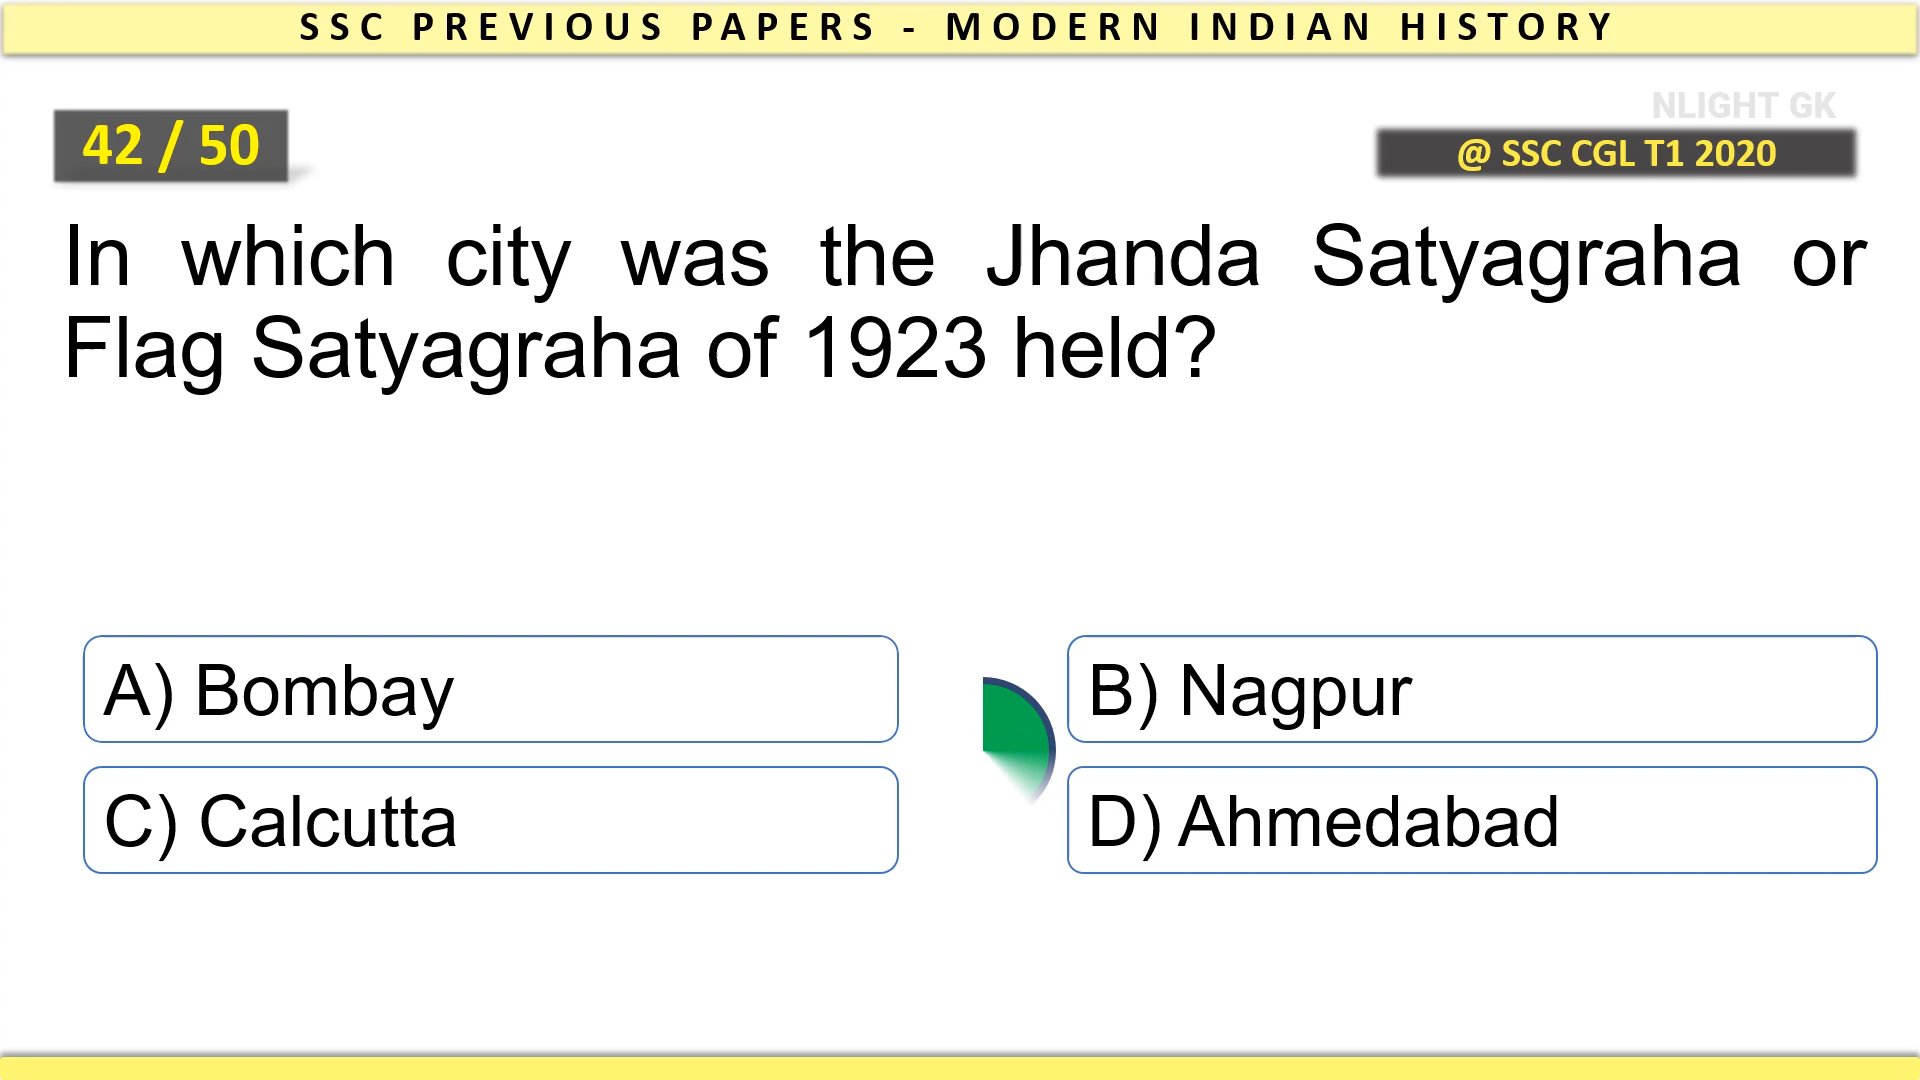 SSC PREVIOUS PAPERS - MODERN INDIAN HISTORY
NLIGHT GK
42 / 50
@ SSC CGL T1 2020
In which city was the Jhanda Satyagraha or
Flag Satyagraha of 1923 held?
A) Bombay
B) Nagpur
C) Calcutta
D) Ahmedabad